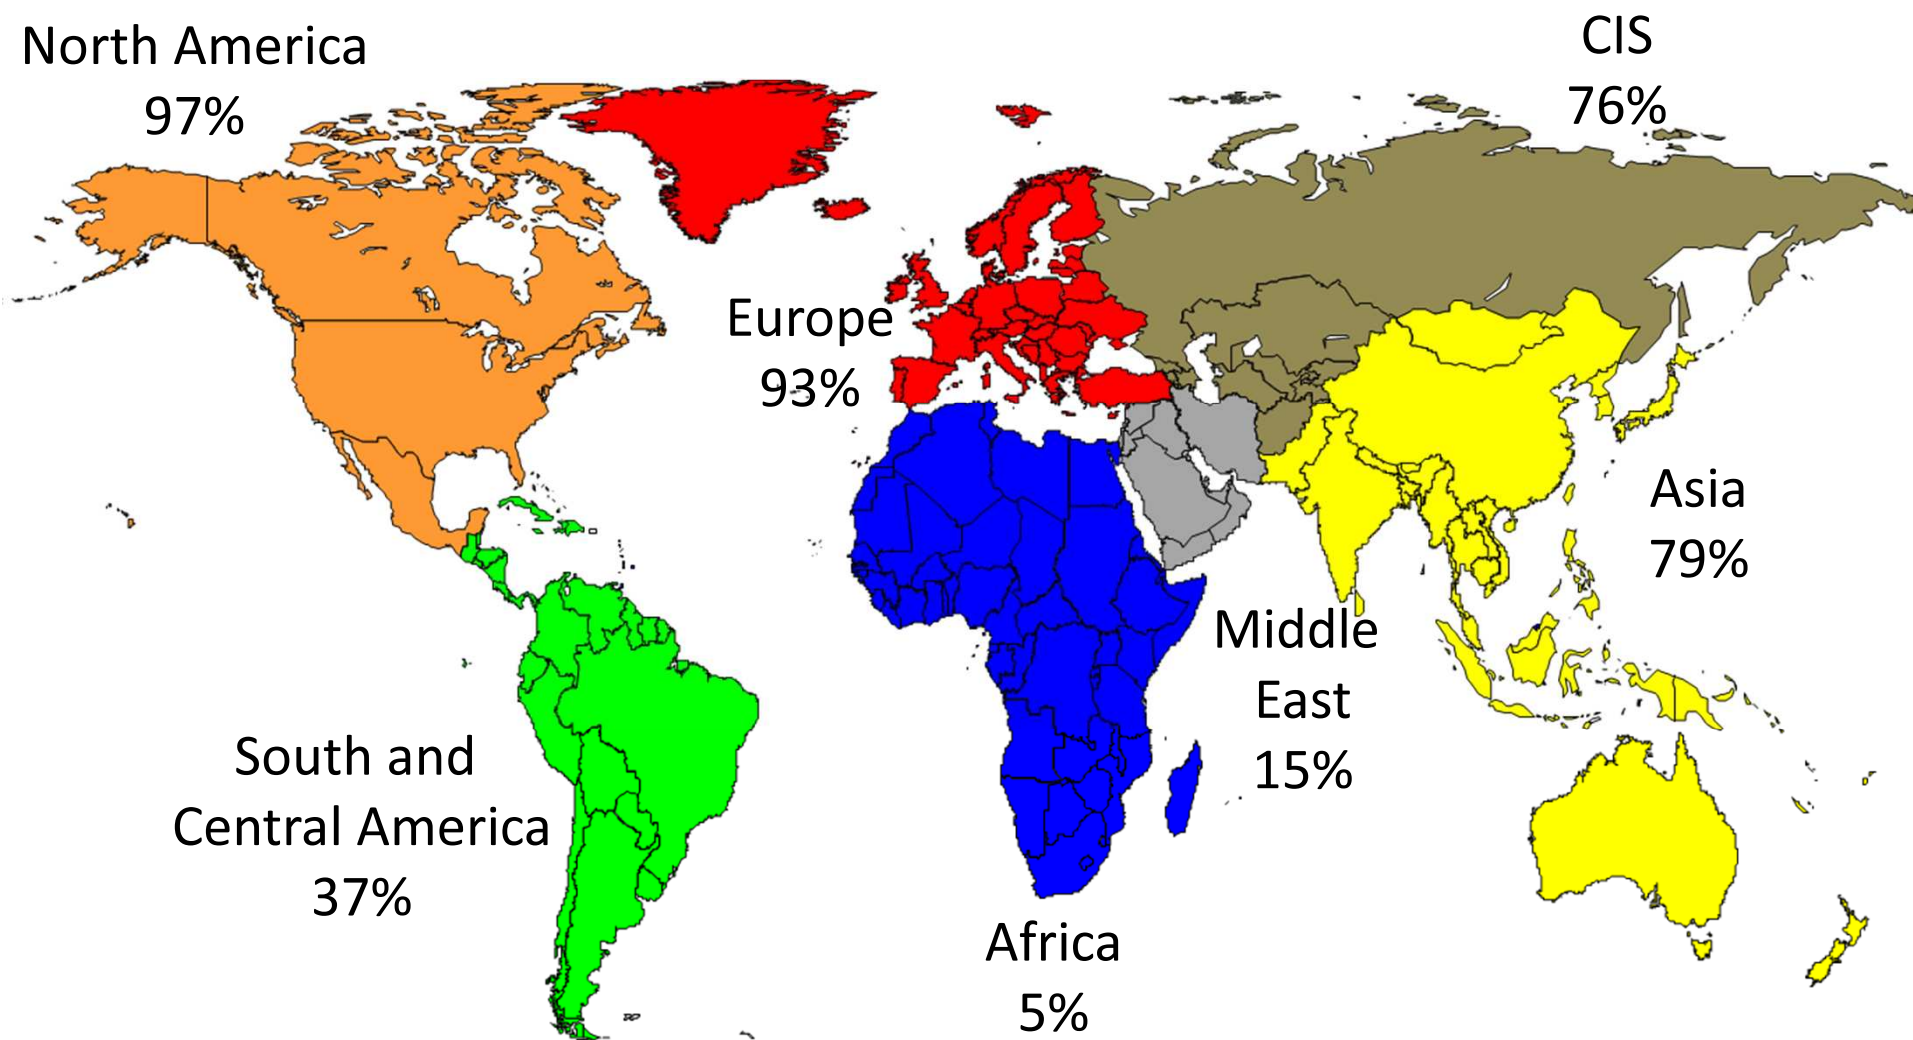 North America
97%
CIS
76%
Europe
93%
Asia
79%
Middle
East
15%
South and
Central America
37%
Africa
5%